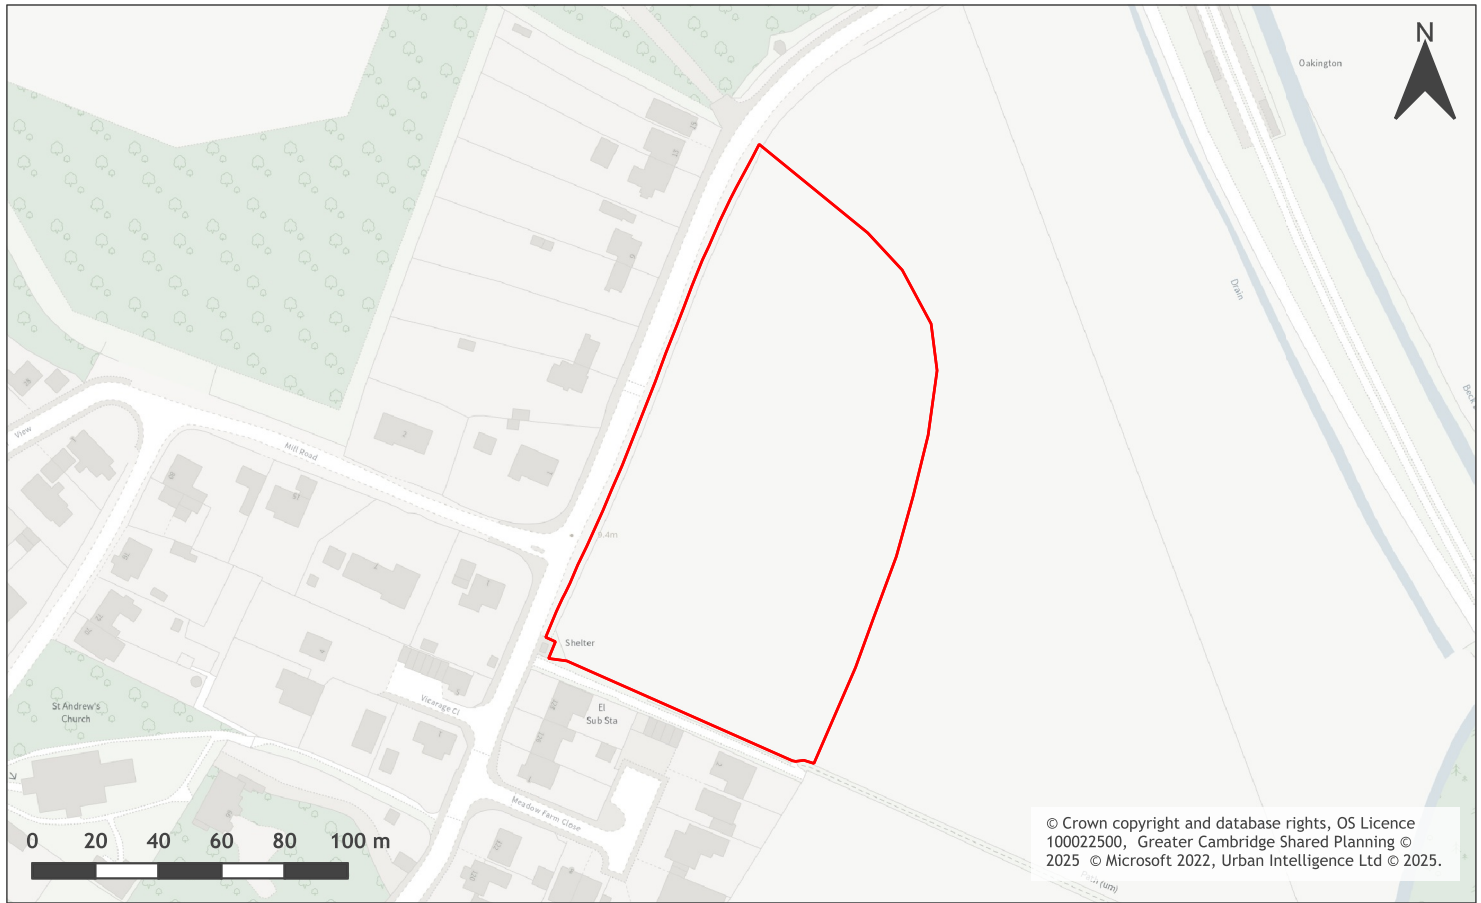 N
Oakington
Drain
View
Mill Road
6.4m
Shelter
St Andrew's
Church
El
Sub Sta
Vicarage Cl
Meadow Farm Close
Path (um)
0 20 40 60 80 100 m
© Crown copyright and database rights, OS Licence
100022500, Greater Cambridge Shared Planning ©
2025 © Microsoft 2022, Urban Intelligence Ltd © 2025.